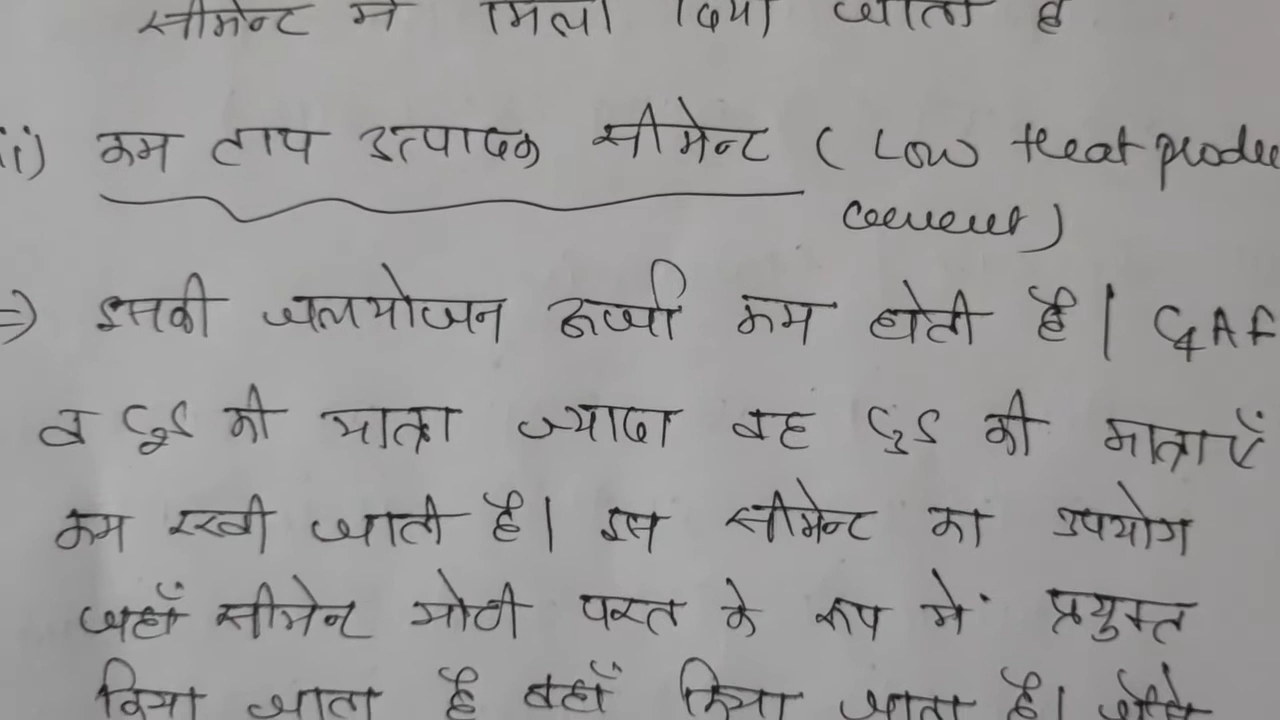 सीमेन्ट में मिला दिया जाता है
ii) कम ताप उत्पादक सीमेन्ट ( Low Heat produce
cement)
=) इसकी जलयोजन ऊर्जा कम होती है। C4AF
व C2S की मात्रा ज्यादा वह C3S की मात्राएँ
कम रखी जाती है। इस सीमेन्ट का उपयोग
जहाँ सीमेन्ट मोटी परत के रूप में प्रयुक्त
किया जाता है वहाँ किया जाता है। जैसे